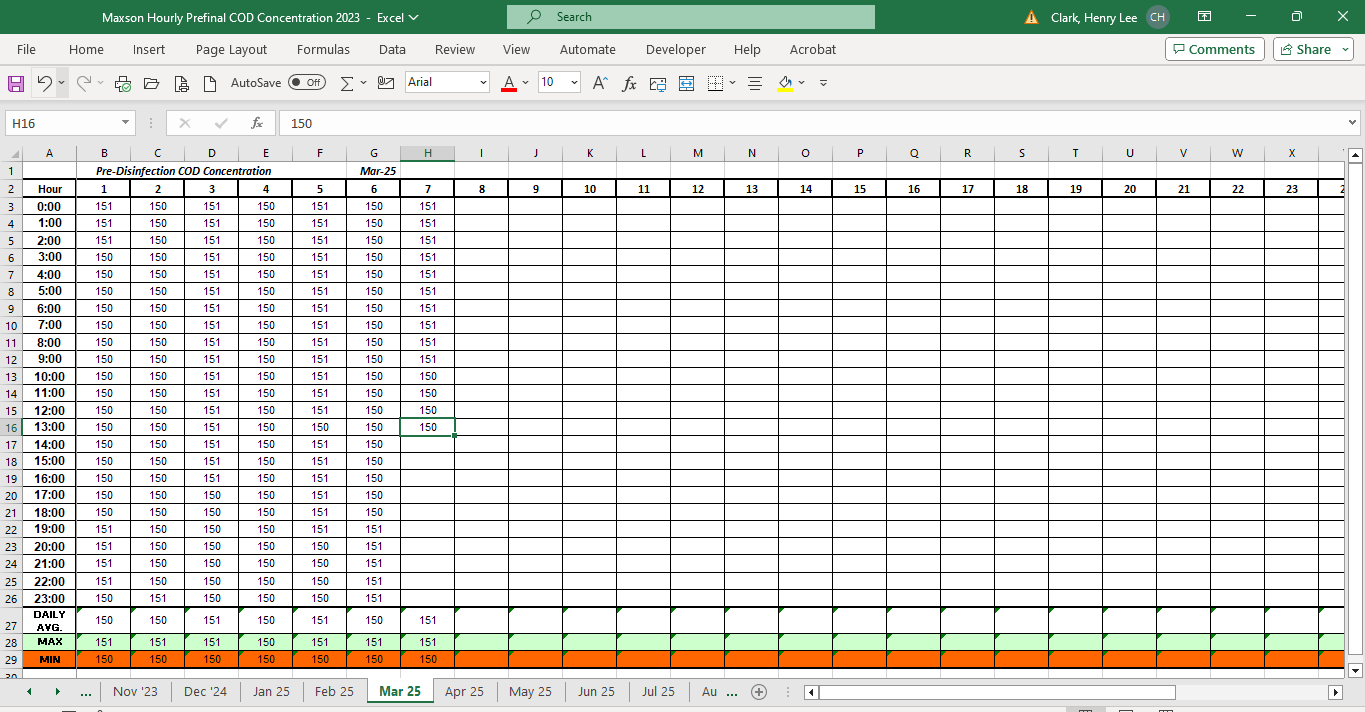 Maxson Hourly Prefinal COD Concentration 2023 - Excel
Search
Clark, Henry Lee CH
File Home Insert Page Layout Formulas Data Review View Automate Developer Help Acrobat Comments Share
AutoSave Off Arial 10
H16 fx 150
A B C D E F G H I J K L M N O P Q R S T U V W X
1 Pre-Disinfection COD Concentration Mar-25
2 Hour 1 2 3 4 5 6 7 8 9 10 11 12 13 14 15 16 17 18 19 20 21 22 23
3 0:00 151 150 151 150 151 150 151
4 1:00 151 150 151 150 151 150 151
5 2:00 151 150 151 150 151 150 151
6 3:00 150 150 151 150 151 150 151
7 4:00 150 150 151 150 151 150 151
8 5:00 150 150 151 150 151 150 151
9 6:00 150 150 151 150 151 150 151
10 7:00 150 150 151 150 151 150 151
11 8:00 150 150 151 150 151 150 151
12 9:00 150 150 151 150 151 150 151
13 10:00 150 150 151 150 151 150 150
14 11:00 150 150 151 150 151 150 150
15 12:00 150 150 151 150 151 150 150
16 13:00 150 150 151 150 150 150 150
17 14:00 150 150 151 150 151 150
18 15:00 150 150 151 150 151 150
19 16:00 150 150 150 150 151 150
20 17:00 150 150 150 150 151 150
21 18:00 150 150 150 150 151 150
22 19:00 151 150 150 150 151 151
23 20:00 151 150 150 150 150 151
24 21:00 151 150 150 150 150 151
25 22:00 151 150 150 150 150 151
26 23:00 150 151 150 150 150 151
27 DAILY AVG. 150 150 151 150 151 150 151
28 MAX 151 151 151 150 151 151 151
29 MIN 150 150 150 150 150 150 150
... Nov '23 Dec '24 Jan 25 Feb 25 Mar 25 Apr 25 May 25 Jun 25 Jul 25 Au ...